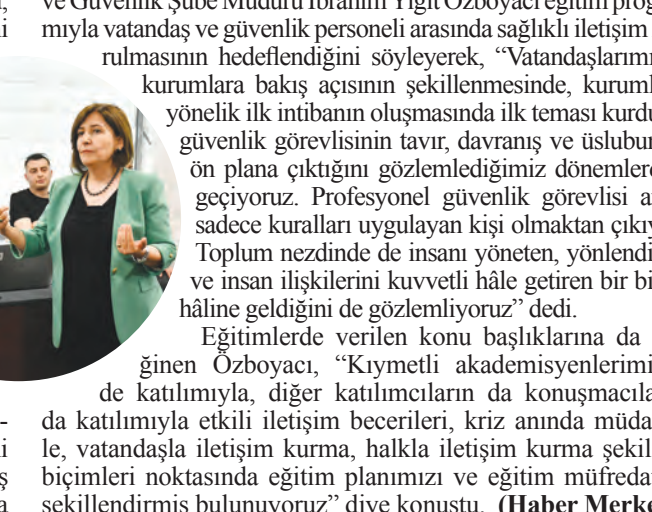 ve Güvenlik Şube Müdürü İbrahim Yiğit Özboyacı eğitim prog
mıyla vatandaş ve güvenlik personeli arasında sağlıklı iletişim
rulmasının hedeflendiğini söyleyerek, “Vatandaşlarımı
kurumlara bakış açısının şekillenmesinde, kuruml
yönelik ilk intibanın oluşmasında ilk teması kurdu
güvenlik görevlisinin tavır, davranış ve üslubun
ön plana çıktığını gözlemlediğimiz dönemlerd
geçiyoruz. Profesyonel güvenlik görevlisi a
sadece kuralları uygulayan kişi olmaktan çıkıy
Toplum nezdinde de insanı yöneten, yönlendi
ve insan ilişkilerini kuvvetli hâle getiren bir bi
hâline geldiğini de gözlemliyoruz” dedi.
Eğitimlerde verilen konu başlıklarına da
ğinen Özboyacı, “Kıymetli akademisyenlerimi
de katılımıyla, diğer katılımcıların da konuşmacıla
da katılımıyla etkili iletişim becerileri, kriz anında müda
le, vatandaşla iletişim kurma, halkla iletişim kurma şekil
biçimleri noktasında eğitim planımızı ve eğitim müfreda
şekillendirmiş bulunuyoruz” diye konuştu. (Haber Merke